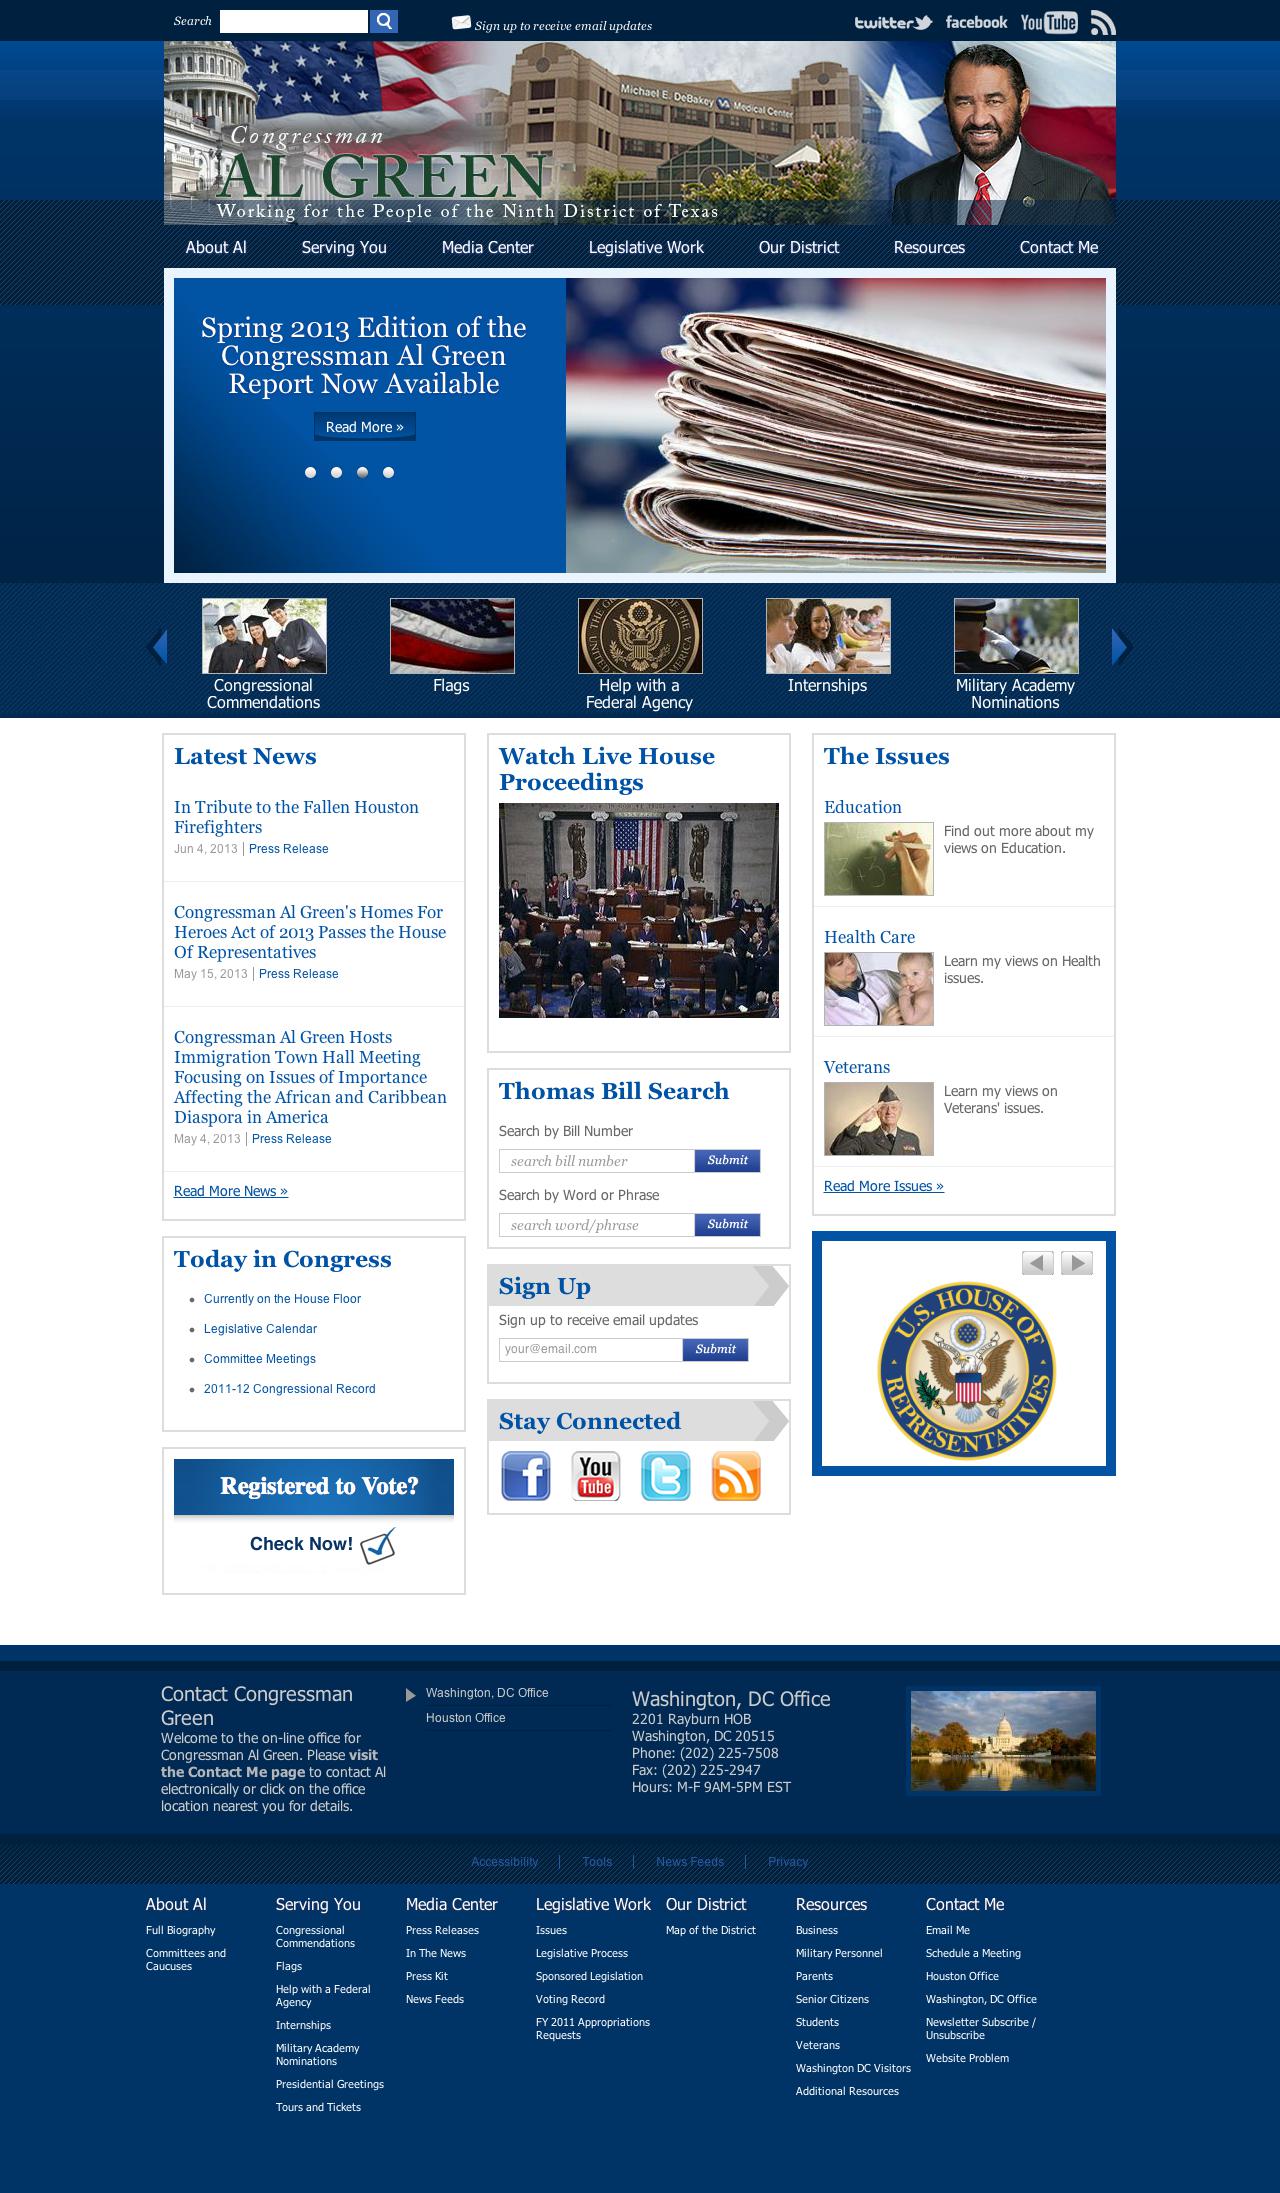 Search
Sign up to receive email updates
twitter
facebook
YouTube
Michael E. DeBakey VA Medical Center
Congressman
AL GREEN
Working for the People of the Ninth District of Texas
About Al
Serving You
Media Center
Legislative Work
Our District
Resources
Contact Me
Spring 2013 Edition of the
Congressman Al Green
Report Now Available
Read More »
Congressional
Commendations
Flags
Help with a
Federal Agency
Internships
Military Academy
Nominations
Latest News
In Tribute to the Fallen Houston
Firefighters
Jun 4, 2013 | Press Release
Congressman Al Green's Homes For
Heroes Act of 2013 Passes the House
Of Representatives
May 15, 2013 | Press Release
Congressman Al Green Hosts
Immigration Town Hall Meeting
Focusing on Issues of Importance
Affecting the African and Caribbean
Diaspora in America
May 4, 2013 | Press Release
Read More News »
Today in Congress
Currently on the House Floor
Legislative Calendar
Committee Meetings
2011-12 Congressional Record
Registered to Vote?
Check Now!
Watch Live House
Proceedings
Thomas Bill Search
Search by Bill Number
search bill number
Submit
Search by Word or Phrase
search word/phrase
Submit
Sign Up
Sign up to receive email updates
your@email.com
Submit
Stay Connected
You
Tube
The Issues
Education
Find out more about my
views on Education.
Health Care
Learn my views on Health
issues.
Veterans
Learn my views on
Veterans' issues.
Read More Issues »
U.S. HOUSE OF
REPRESENTATIVES
Contact Congressman
Green
Welcome to the on-line office for
Congressman Al Green. Please visit
the Contact Me page to contact Al
electronically or click on the office
location nearest you for details.
Washington, DC Office
Houston Office
Washington, DC Office
2201 Rayburn HOB
Washington, DC 20515
Phone: (202) 225-7508
Fax: (202) 225-2947
Hours: M-F 9AM-5PM EST
Accessibility
Tools
News Feeds
Privacy
About Al
Full Biography
Committees and
Caucuses
Serving You
Congressional
Commendations
Flags
Help with a Federal
Agency
Internships
Military Academy
Nominations
Presidential Greetings
Tours and Tickets
Media Center
Press Releases
In The News
Press Kit
News Feeds
Legislative Work
Issues
Legislative Process
Sponsored Legislation
Voting Record
FY 2011 Appropriations
Requests
Our District
Map of the District
Resources
Business
Military Personnel
Parents
Senior Citizens
Students
Veterans
Washington DC Visitors
Additional Resources
Contact Me
Email Me
Schedule a Meeting
Houston Office
Washington, DC Office
Newsletter Subscribe /
Unsubscribe
Website Problem